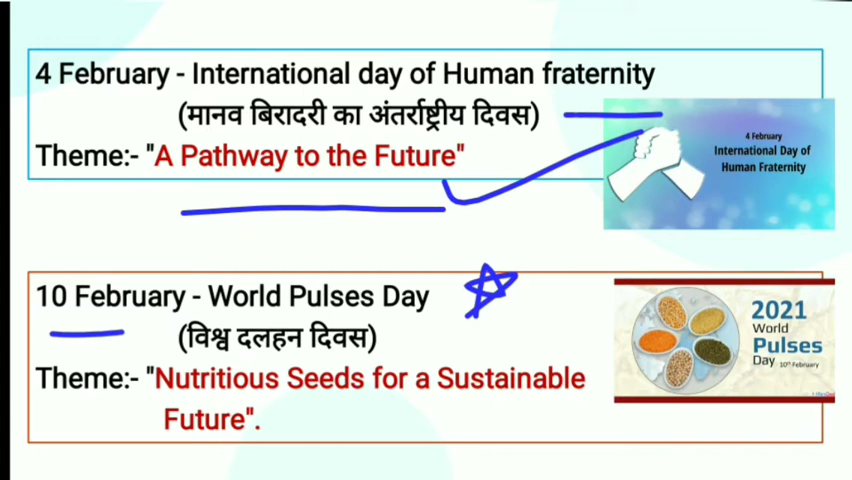 4 February - International day of Human fraternity
(मानव बिरादरी का अंतर्राष्ट्रीय दिवस)
Theme:- "A Pathway to the Future"
4 February
International Day of
Human Fraternity
10 February - World Pulses Day
(विश्व दलहन दिवस)
Theme:- "Nutritious Seeds for a Sustainable
Future".
2021
World
Pulses
Day 10th February